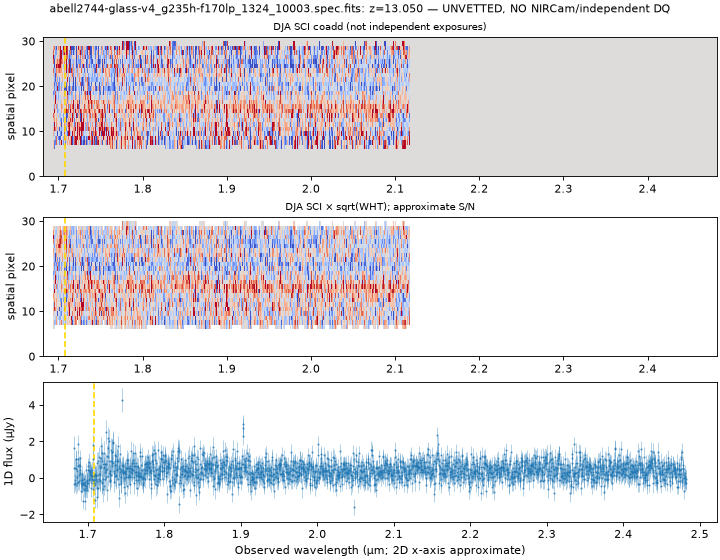 abell2744-glass-v4_g235h-f170lp_1324_10003.spec.fits: z=13.050 — UNVETTED, NO NIRCam/independent DQ
DJA SCI coadd (not independent exposures)
spatial pixel
30
20
10
0
1.7 1.8 1.9 2.0 2.1 2.2 2.3 2.4
DJA SCI × sqrt(WHT); approximate S/N
spatial pixel
30
20
10
0
1.7 1.8 1.9 2.0 2.1 2.2 2.3 2.4
1D flux (μJy)
4
2
0
−2
1.7 1.8 1.9 2.0 2.1 2.2 2.3 2.4 2.5
Observed wavelength (μm; 2D x-axis approximate)